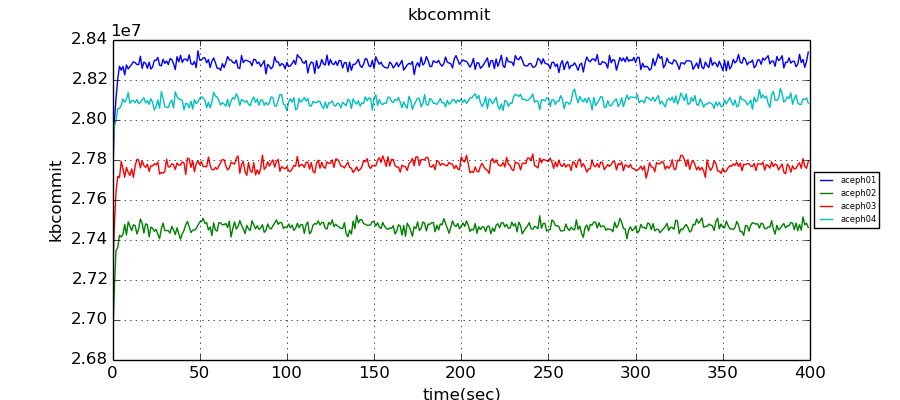 kbcommit
1e7
2.84
2.82
2.80
2.78
2.76
2.74
2.72
2.70
2.68
kbcommit
0 50 100 150 200 250 300 350 400
time(sec)
aceph01
aceph02
aceph03
aceph04